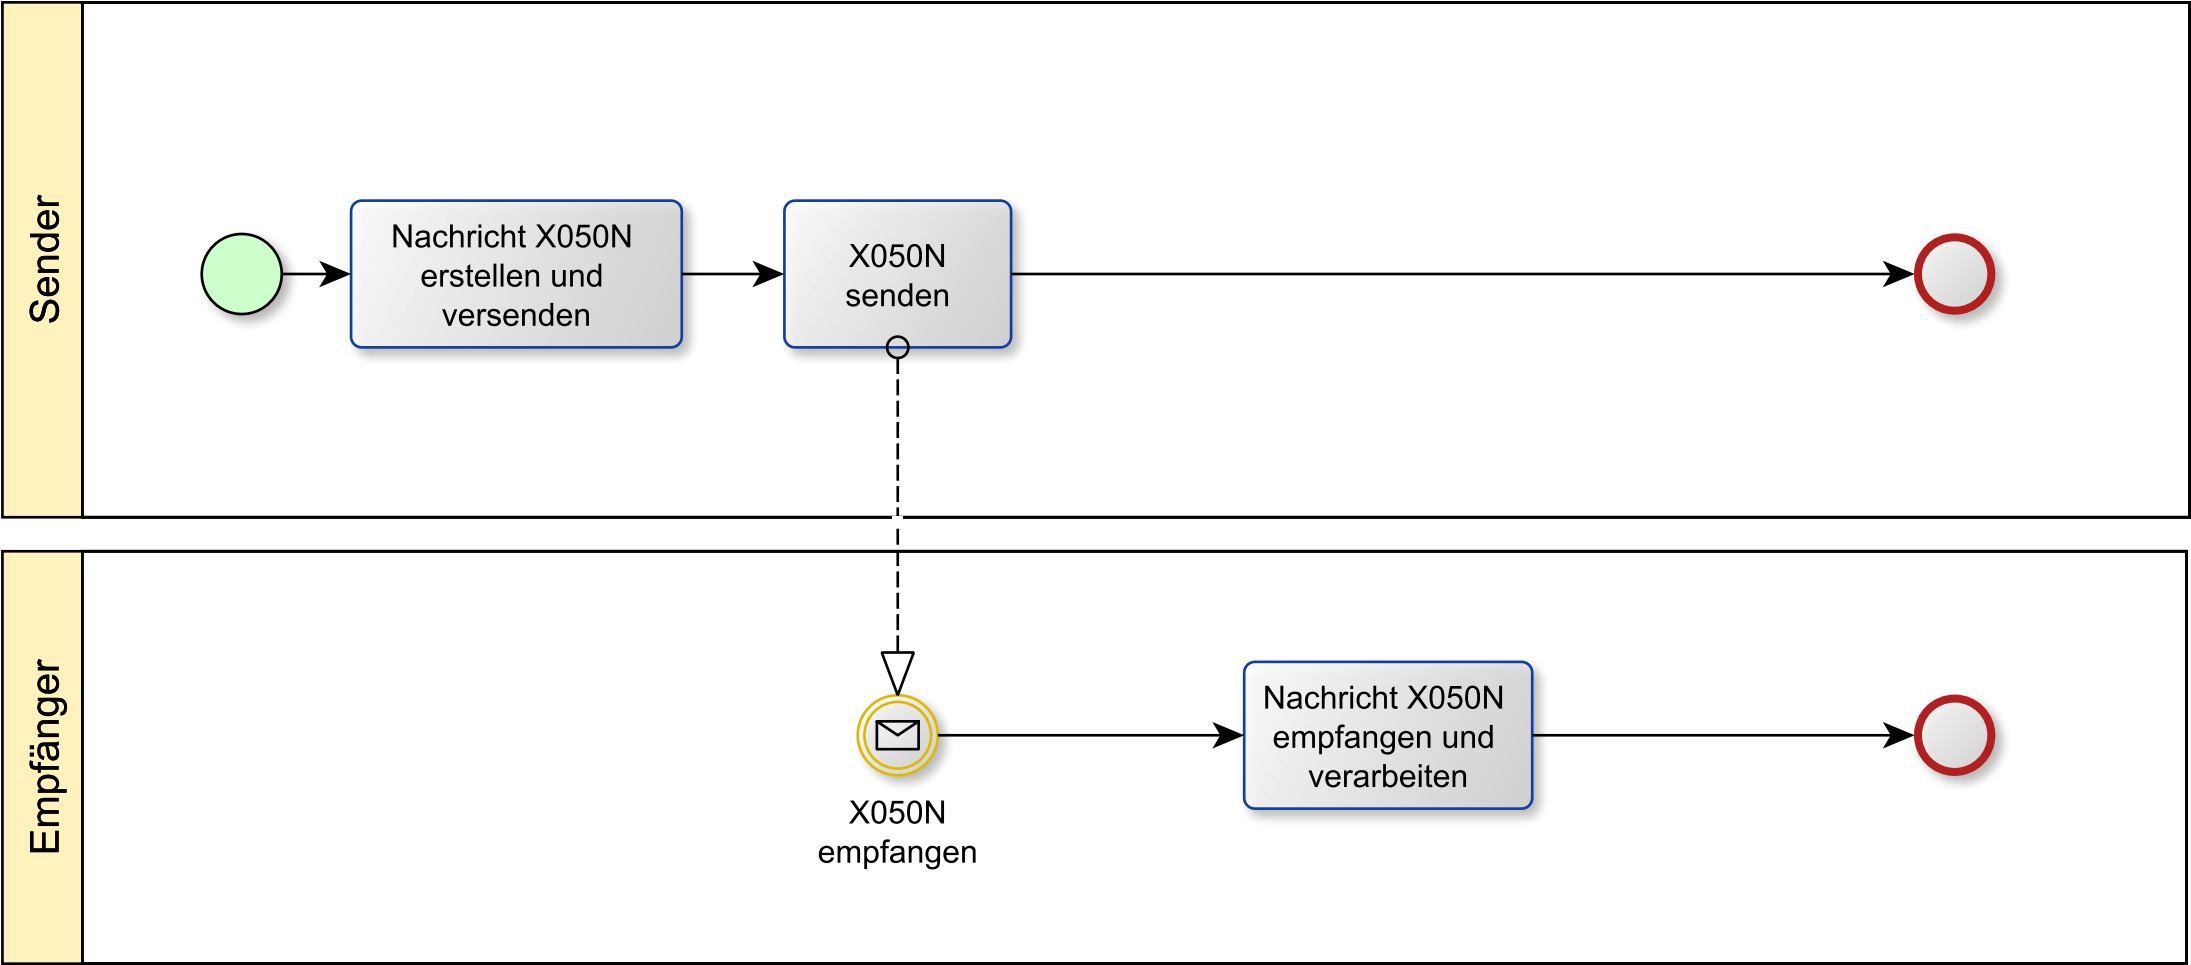 Sender
Nachricht X050N
erstellen und
versenden
X050N
senden
Empfänger
X050N
empfangen
Nachricht X050N
empfangen und
verarbeiten